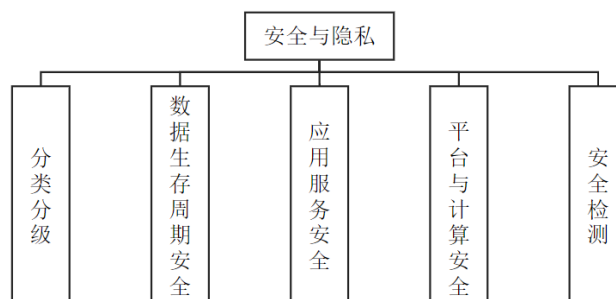 安全与隐私
分类分级
数据生存周期安全
应用服务安全
平台与计算安全
安全检测